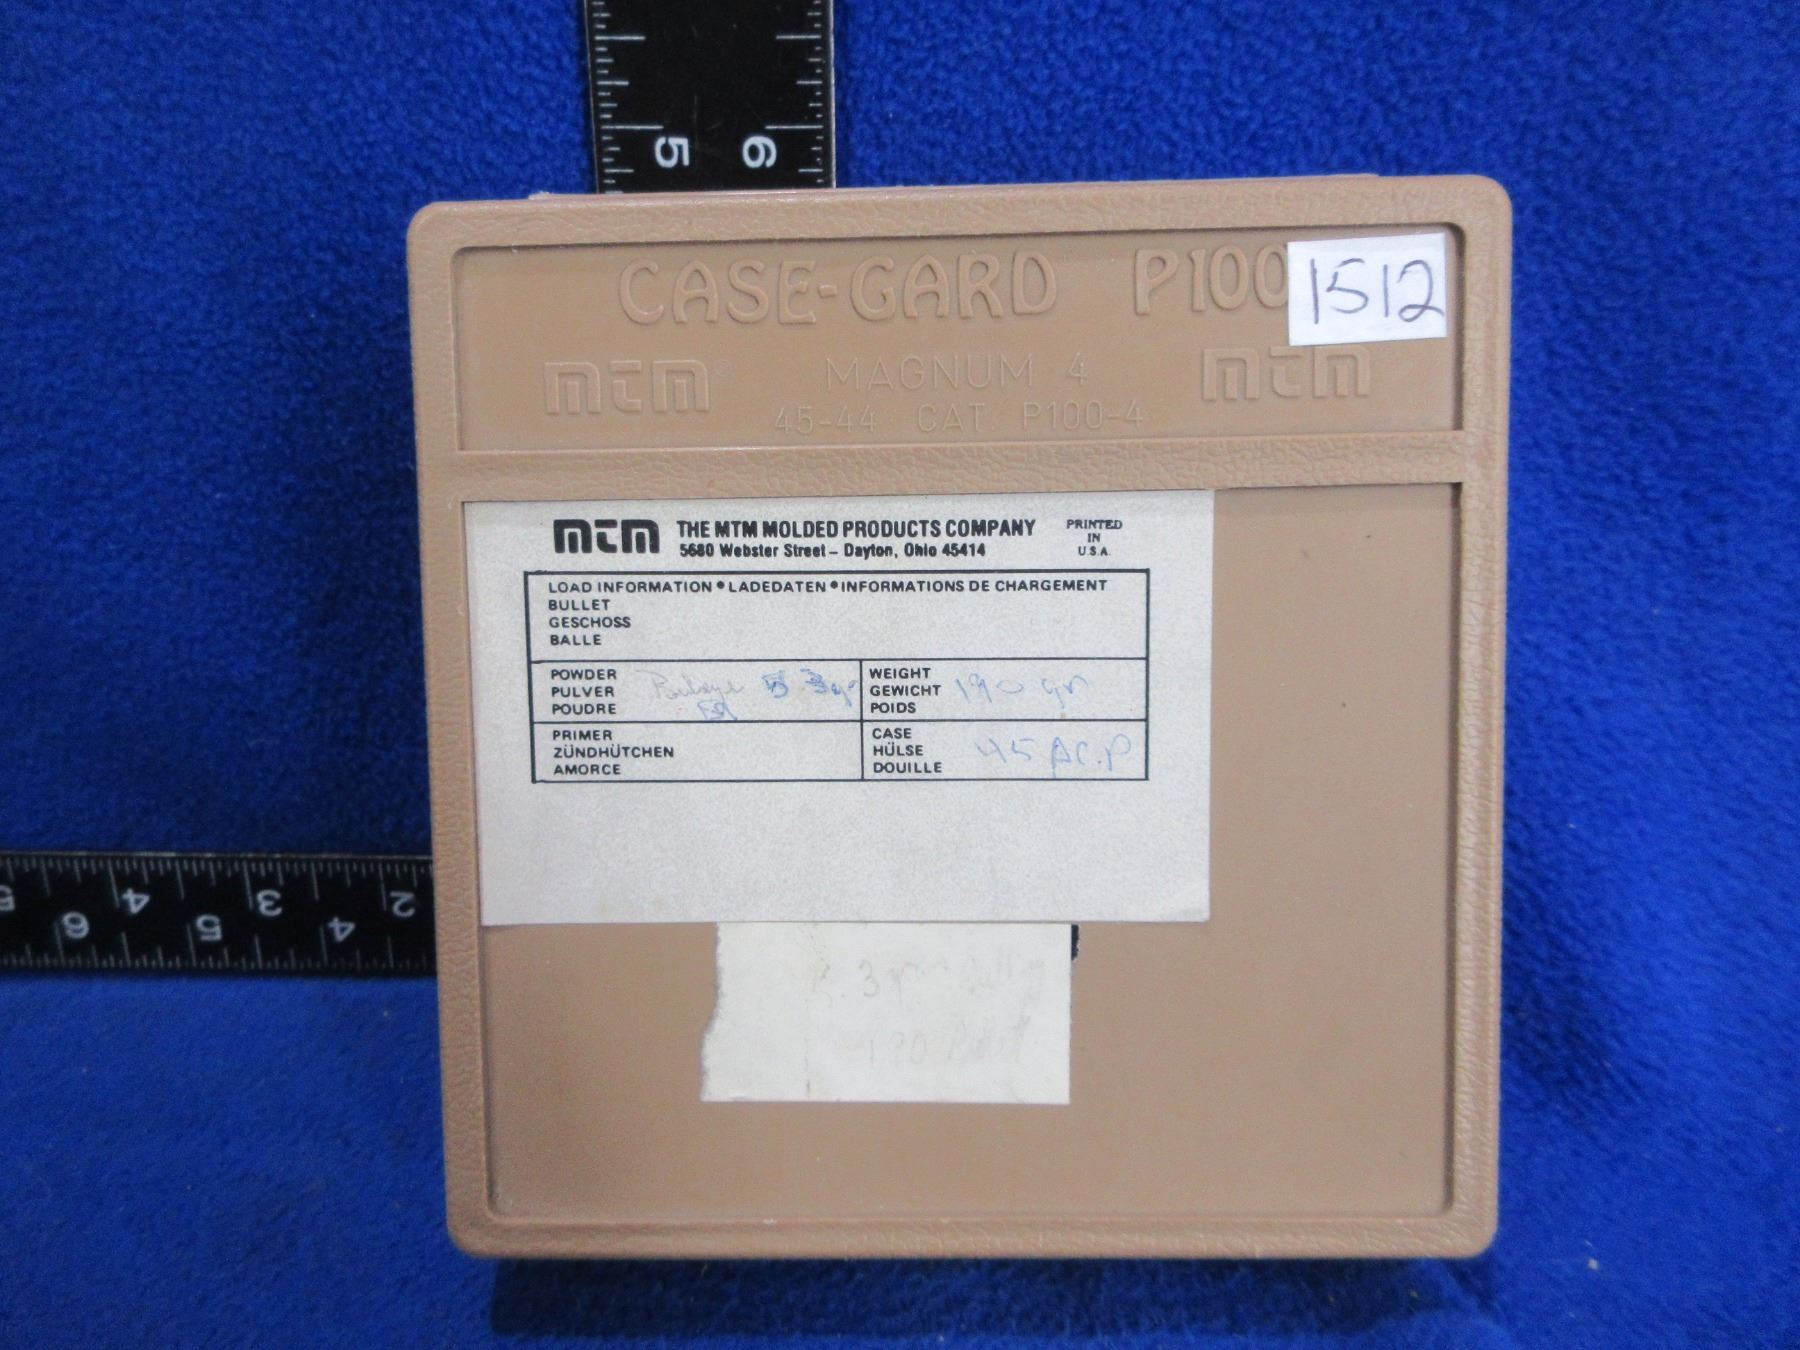 5 6
CASE-GARD P100
1512
mtm® MAGNUM 4 mtm
45-44 CAT. P100-4
mtm THE MTM MOLDED PRODUCTS COMPANY
5680 Webster Street – Dayton, Ohio 45414
PRINTED
IN
U.S.A.
LOAD INFORMATION • LADEDATEN • INFORMATIONS DE CHARGEMENT
BULLET
GESCHOSS
BALLE
POWDER
PULVER
POUDRE
WEIGHT
GEWICHT 190 gr
POIDS
PRIMER
ZÜNDHÜTCHEN
AMORCE
CASE
HÜLSE 45 ACP
DOUILLE
5 4 3 2
6 5 4
190